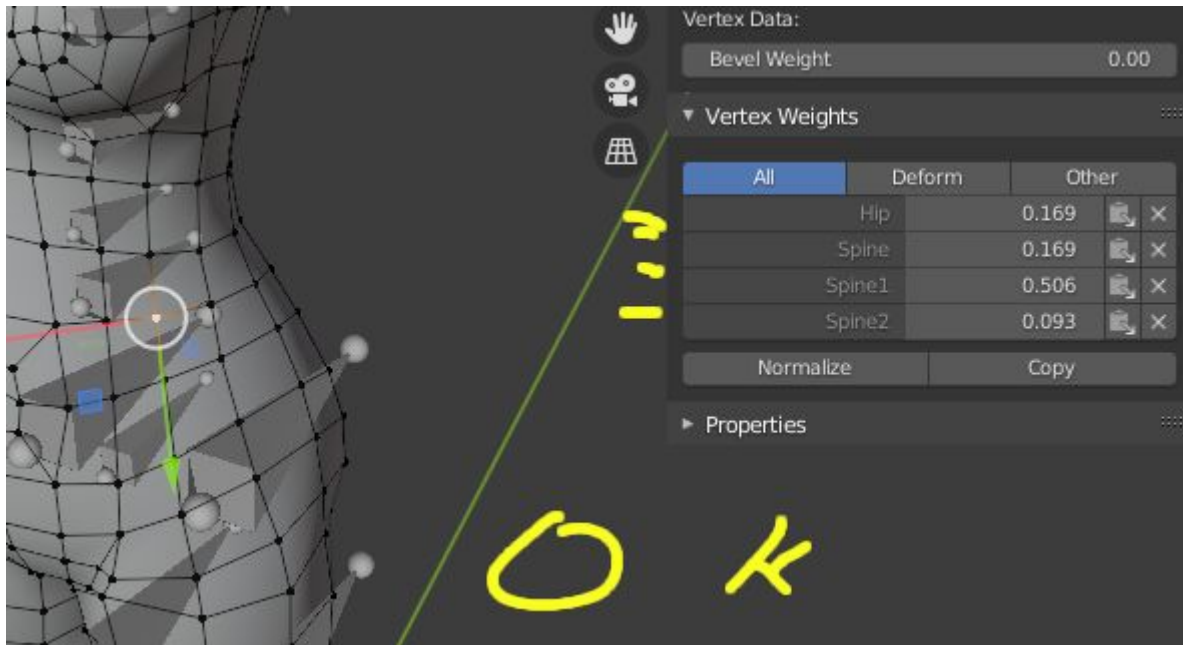 Vertex Data:
Bevel Weight 0.00
Vertex Weights
All Deform Other
Hip 0.169
Spine 0.169
Spine1 0.506
Spine2 0.093
Normalize Copy
Properties
O K